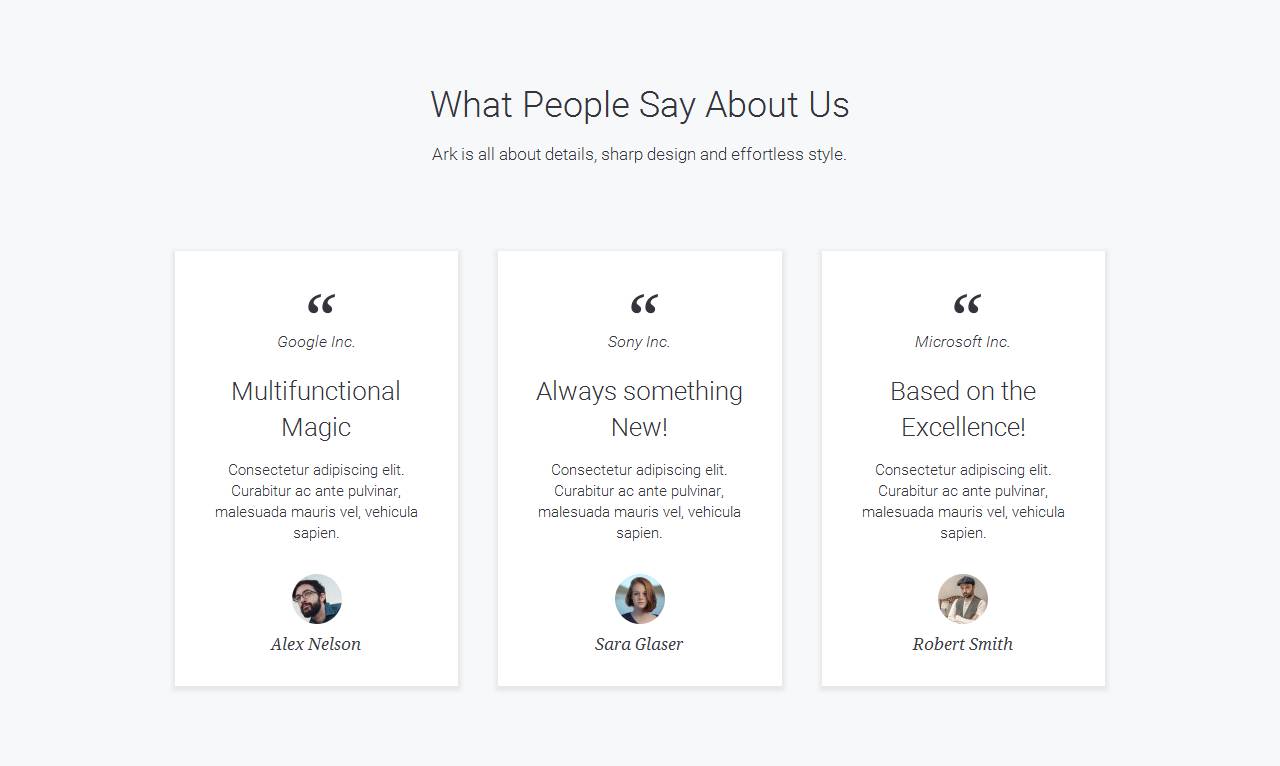 What People Say About Us
Ark is all about details, sharp design and effortless style.
“
Google Inc.
Multifunctional
Magic
Consectetur adipiscing elit.
Curabitur ac ante pulvinar,
malesuada mauris vel, vehicula
sapien.
Alex Nelson
“
Sony Inc.
Always something
New!
Consectetur adipiscing elit.
Curabitur ac ante pulvinar,
malesuada mauris vel, vehicula
sapien.
Sara Glaser
“
Microsoft Inc.
Based on the
Excellence!
Consectetur adipiscing elit.
Curabitur ac ante pulvinar,
malesuada mauris vel, vehicula
sapien.
Robert Smith